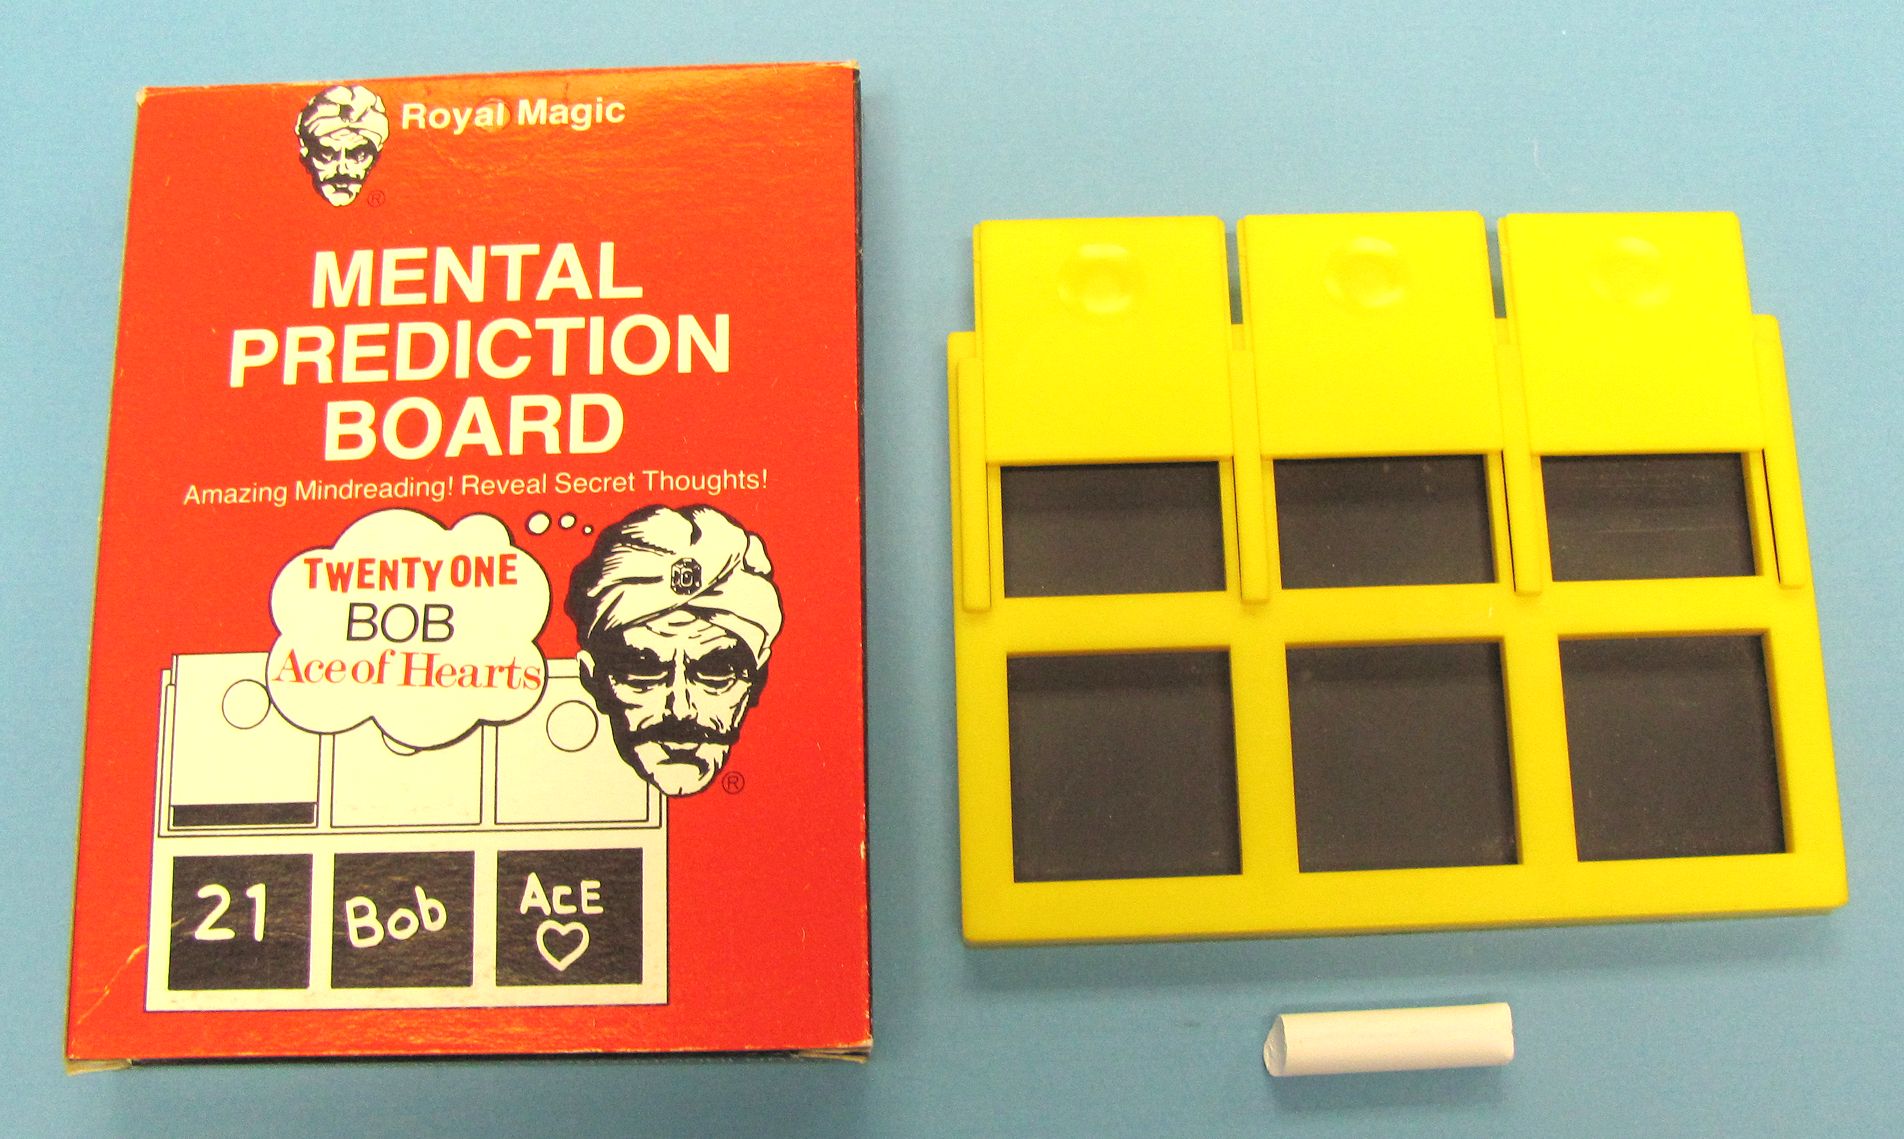 Royal Magic
®
MENTAL
PREDICTION
BOARD
Amazing Mindreading! Reveal Secret Thoughts!
TWENTY ONE
BOB
Ace of Hearts
®
21
Bob
ACE